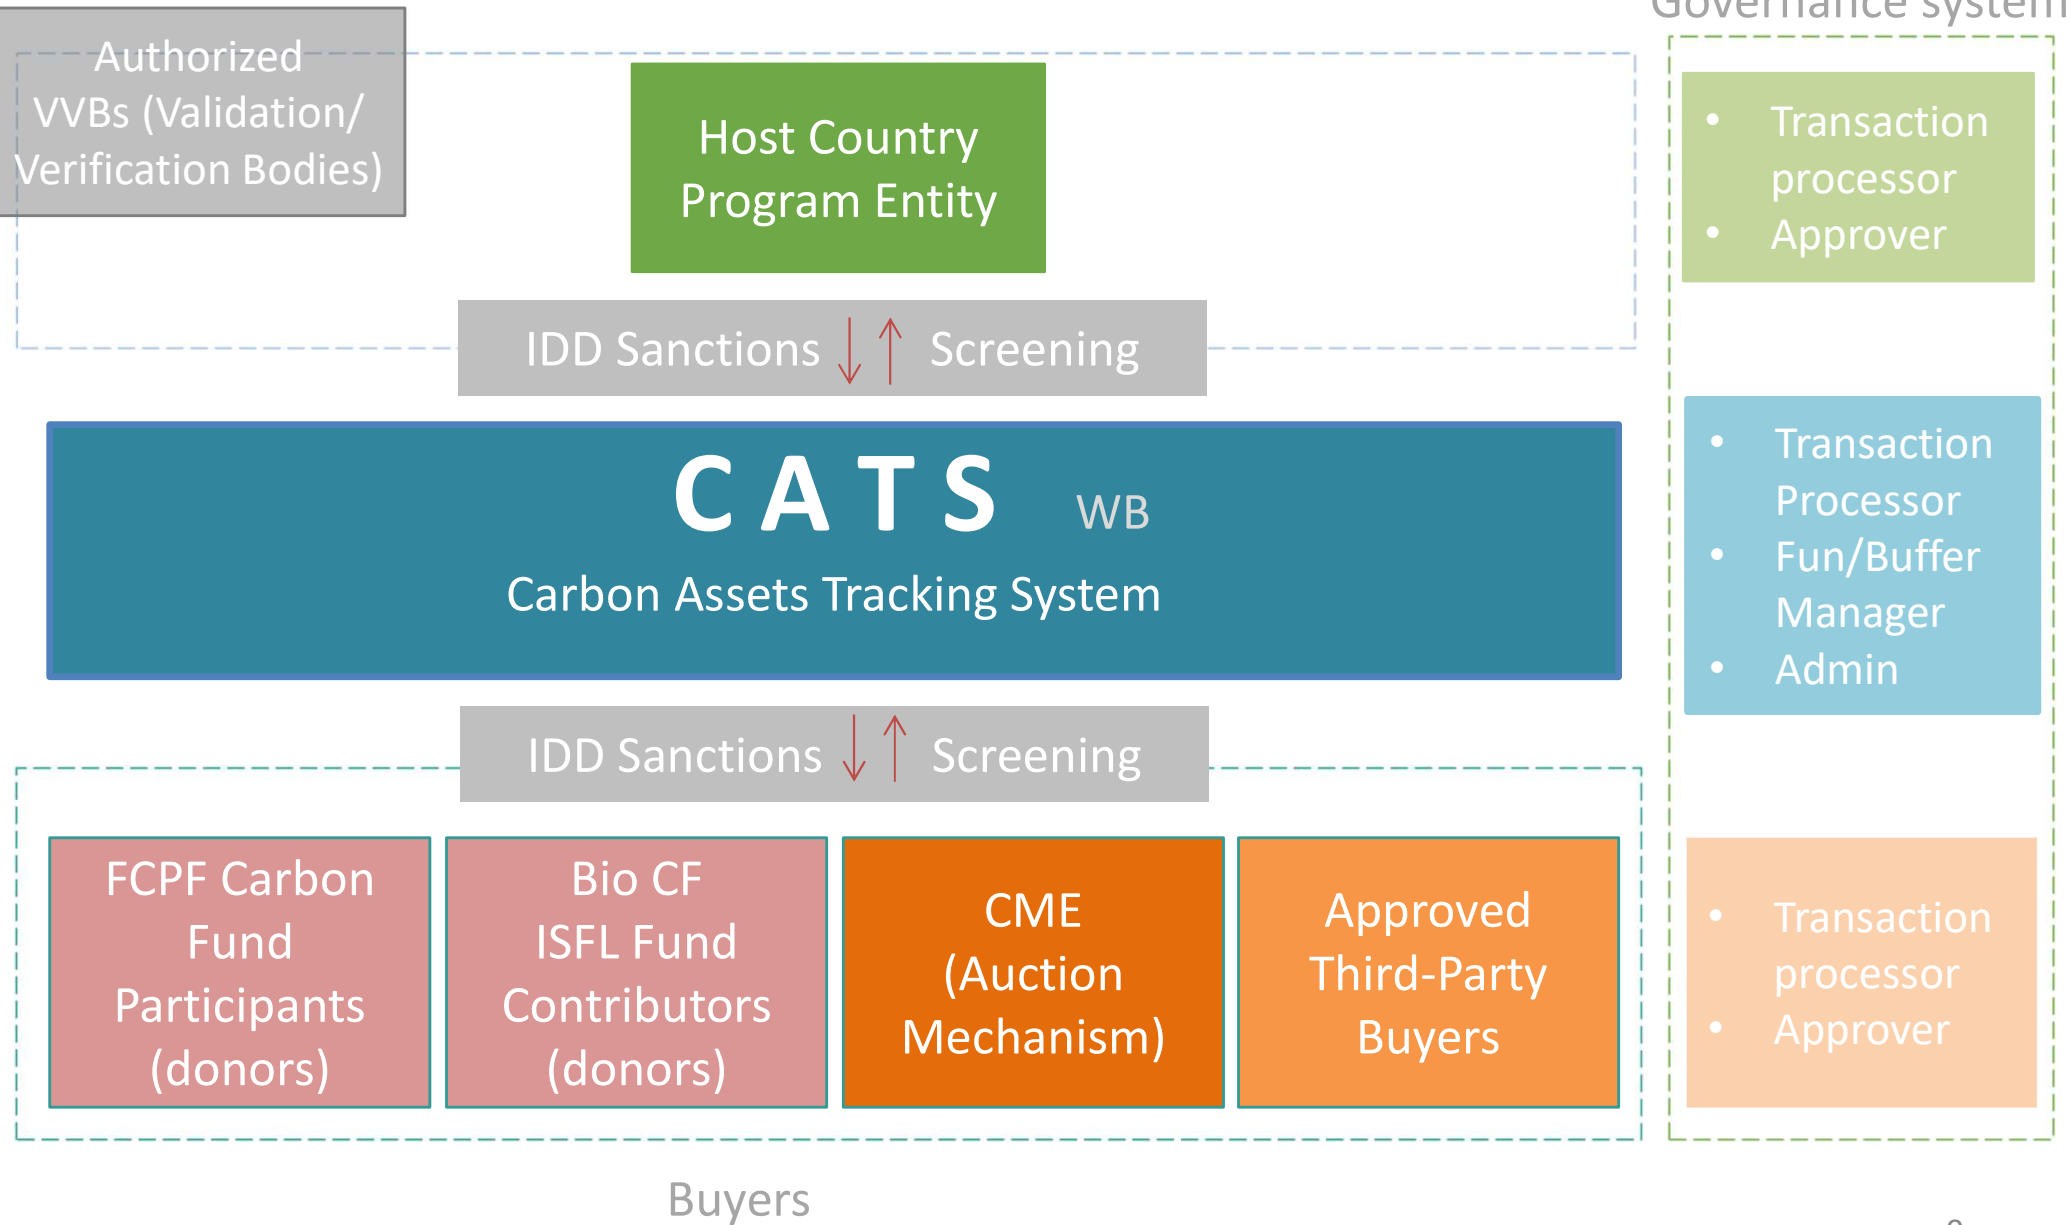 Governance system
Authorized
VVBs (Validation/
Verification Bodies)
Host Country
Program Entity
• Transaction
processor
• Approver
IDD Sanctions ↓ ↑ Screening
C A T S WB
Carbon Assets Tracking System
• Transaction
Processor
• Fun/Buffer
Manager
• Admin
IDD Sanctions ↓ ↑ Screening
FCPF Carbon
Fund
Participants
(donors)
Bio CF
ISFL Fund
Contributors
(donors)
CME
(Auction
Mechanism)
Approved
Third-Party
Buyers
• Transaction
processor
• Approver
Buyers